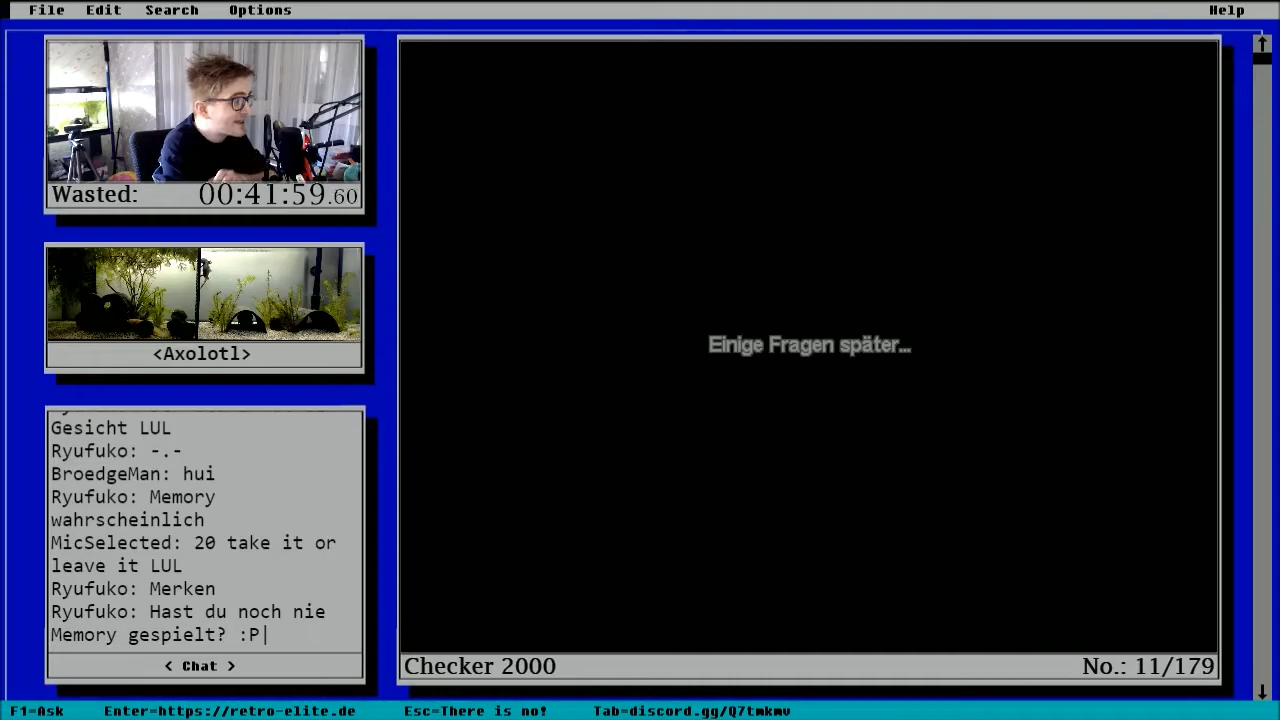 File Edit Search Options Help
Wasted: 00:41:59.60
<Axolotl>
Gesicht LUL
Ryufuko: -.-
BroedgeMan: hui
Ryufuko: Memory
wahrscheinlich
MicSelected: 20 take it or
leave it LUL
Ryufuko: Merken
Ryufuko: Hast du noch nie
Memory gespielt? :P|
< Chat >
Einige Fragen später...
Checker 2000 No.: 11/179
F1=Ask Enter=https://retro-elite.de Esc=There is no! Tab=discord.gg/Q7tmkmv